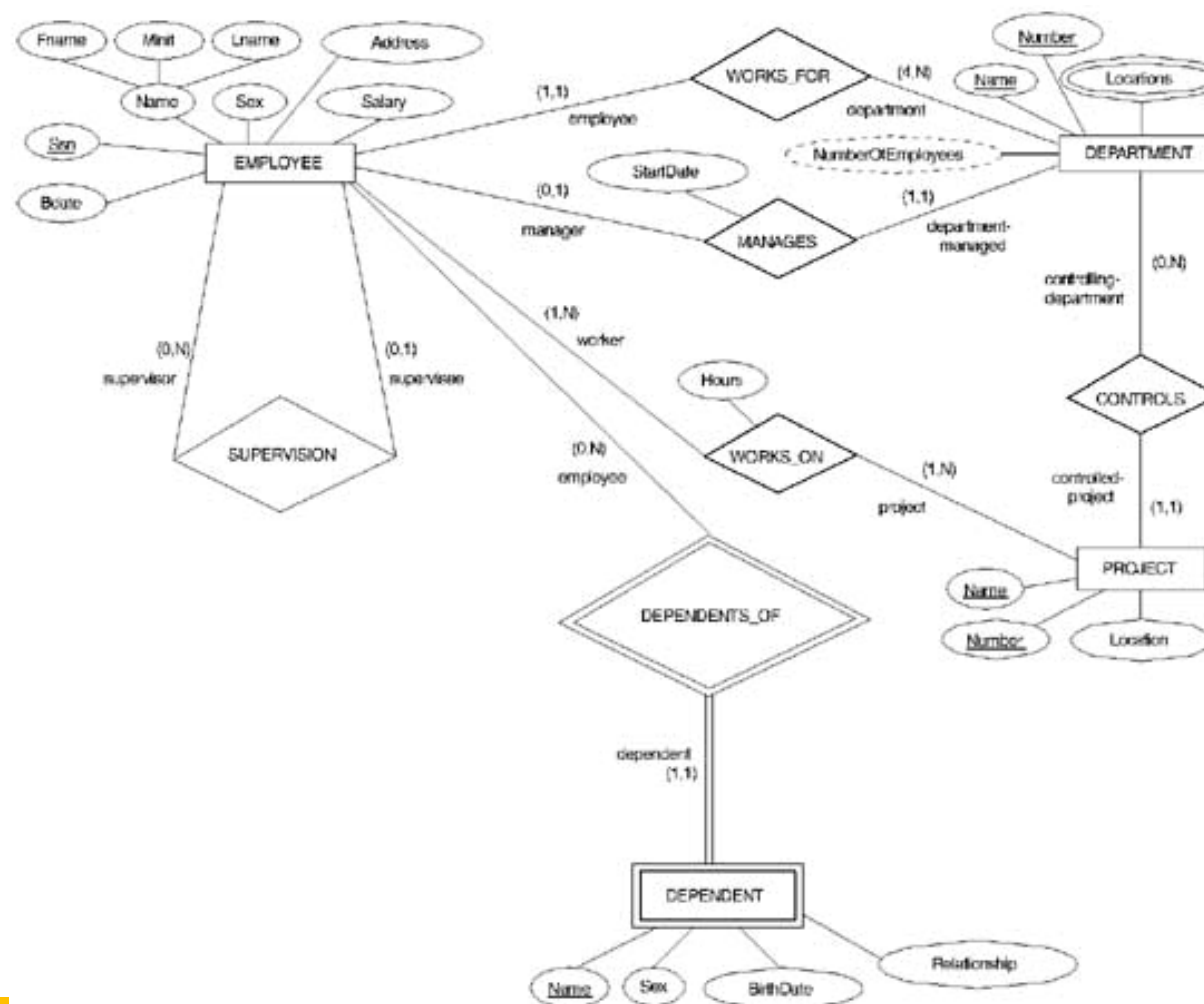 Fname
Minit
Lname
Address
Number
Name
Sex
Salary
WORKS_FOR
(4,N)
department
Name
Locations
(1,1)
employee
Ssn
EMPLOYEE
NumberOfEmployees
DEPARTMENT
Bdate
StartDate
(0,1)
manager
MANAGES
(1,1)
department-
managed
(0,N)
controlling-
department
(1,N)
worker
(0,N)
supervisor
(0,1)
supervisee
Hours
CONTROLS
SUPERVISION
(0,N)
employee
WORKS_ON
(1,N)
project
controlled-
project
(1,1)
PROJECT
Name
Number
Location
DEPENDENTS_OF
dependent
(1,1)
DEPENDENT
Name
Sex
BirthDate
Relationship